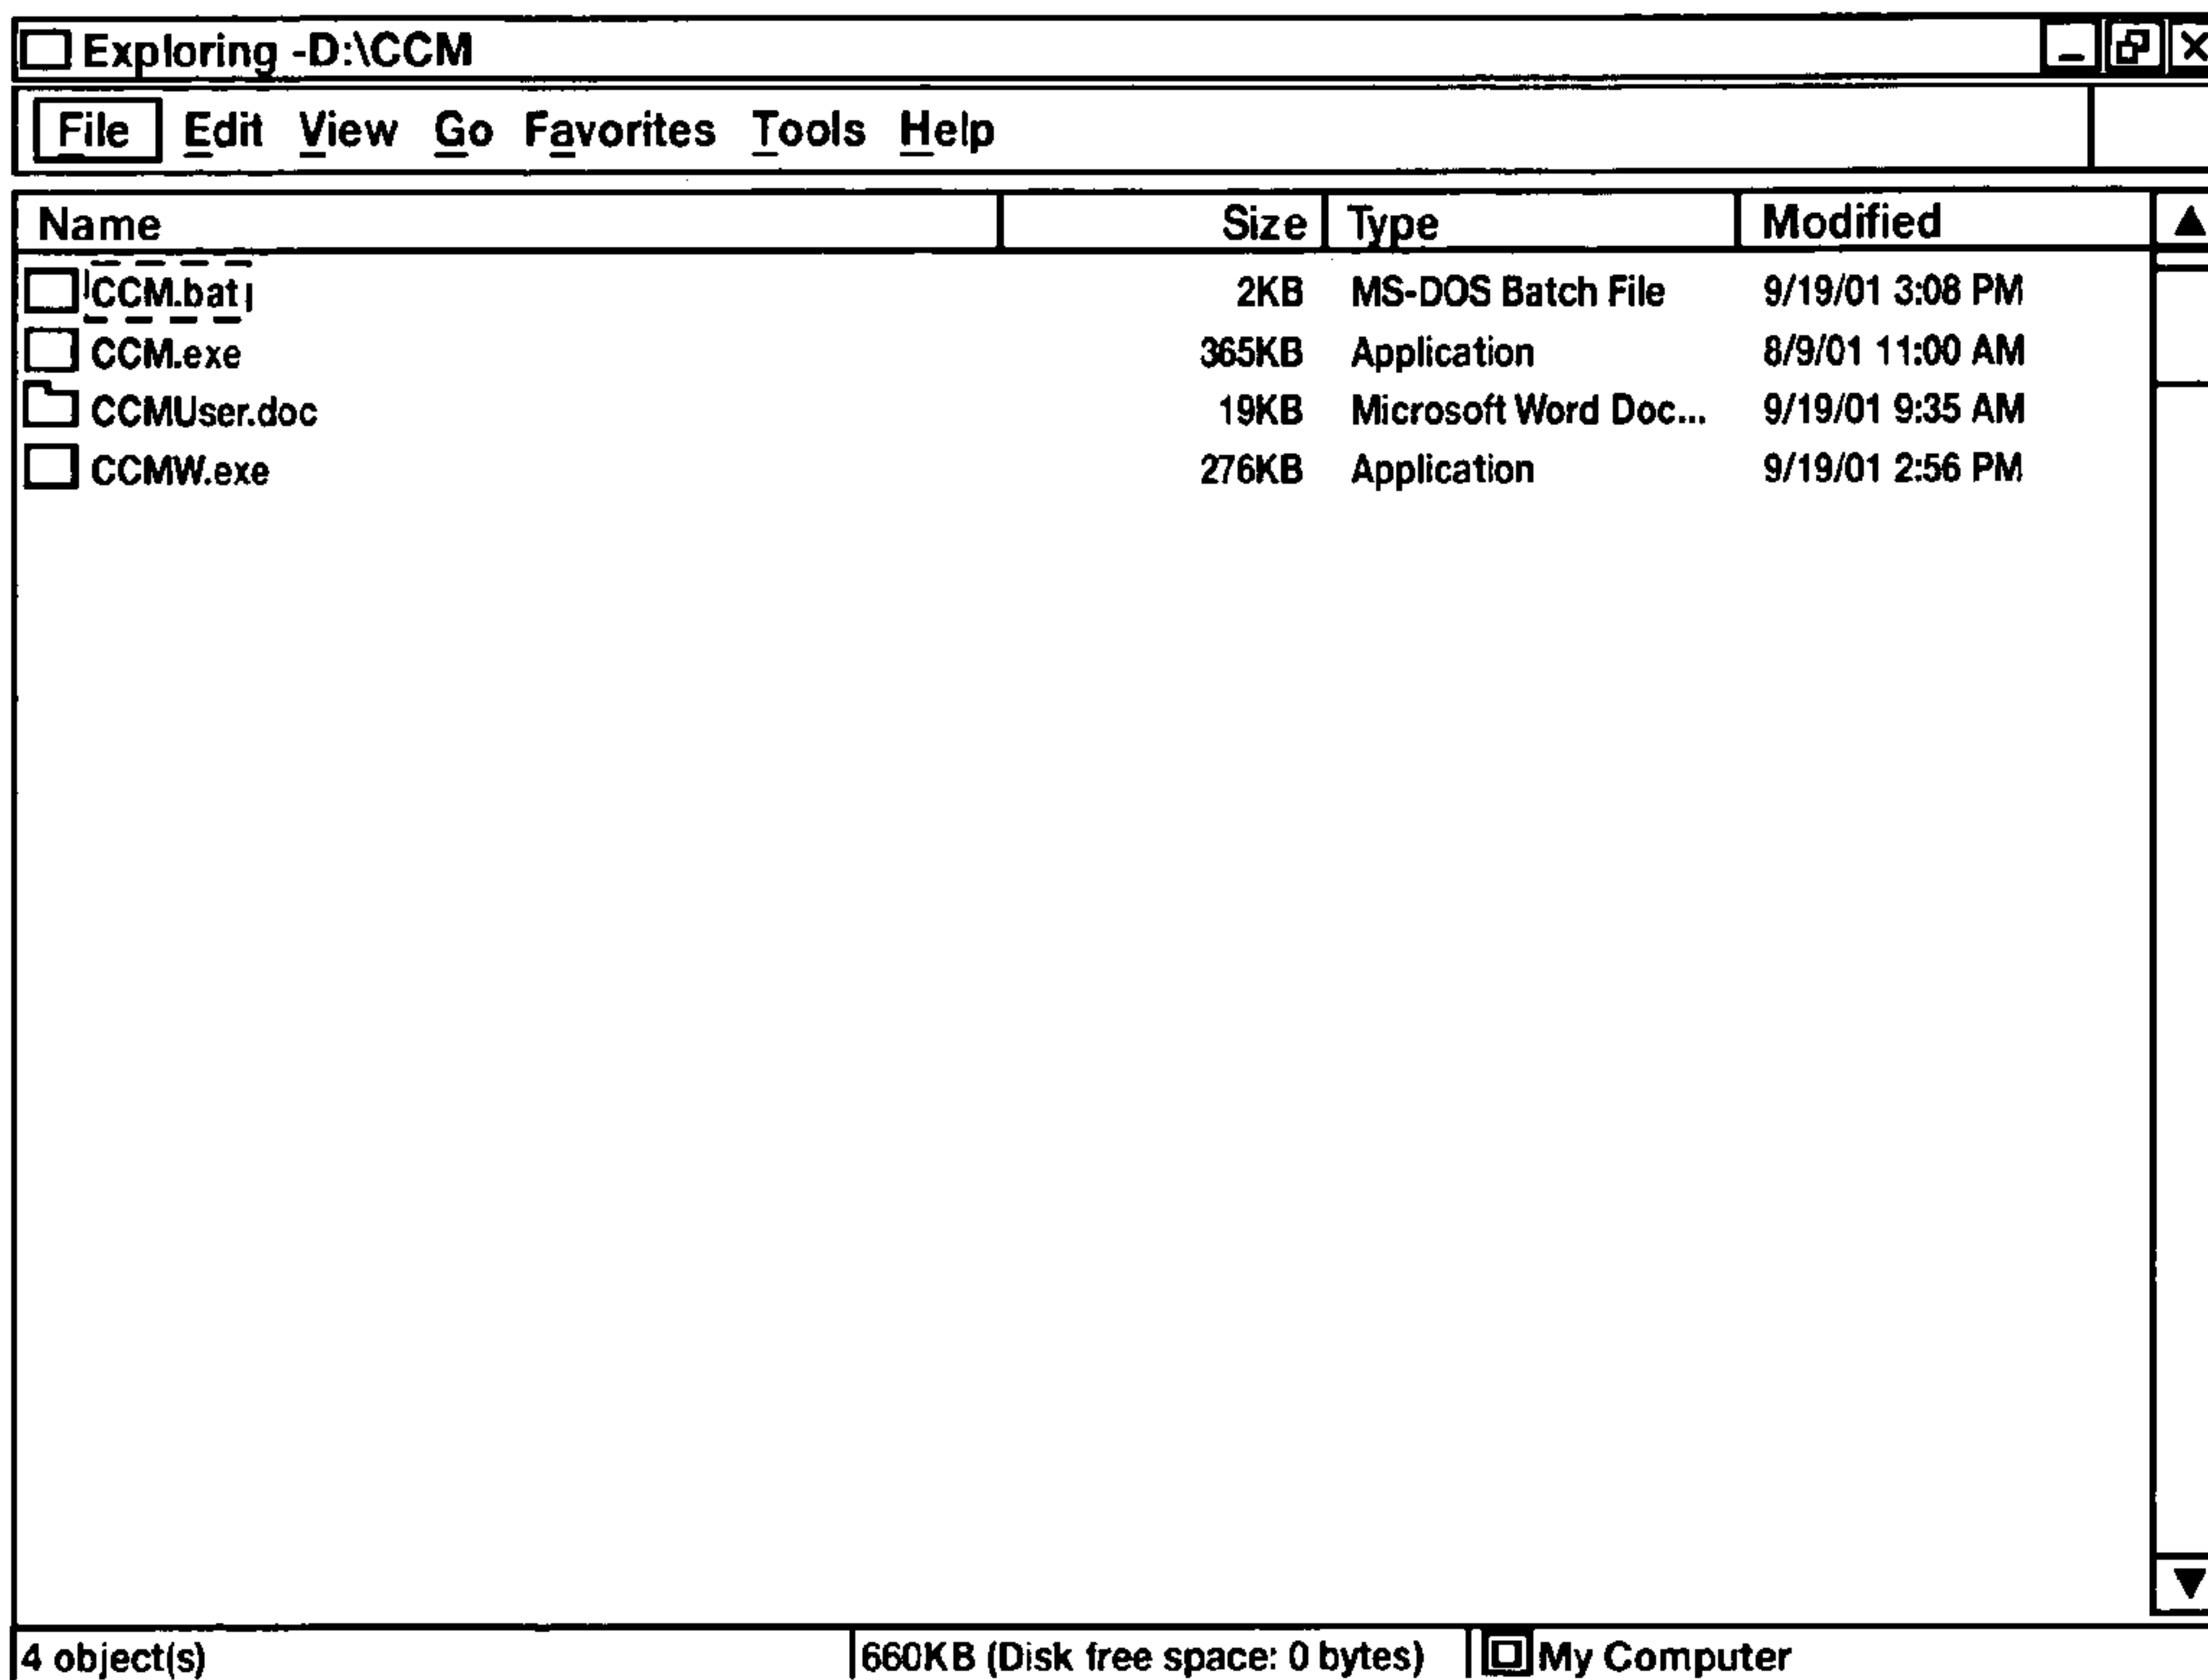 Exploring -D:\CCM
File Edit View Go Favorites Tools Help
Name Size Type Modified
CCM.bat 2KB MS-DOS Batch File 9/19/01 3:08 PM
CCM.exe 365KB Application 8/9/01 11:00 AM
CCMUser.doc 19KB Microsoft Word Doc... 9/19/01 9:35 AM
CCMW.exe 276KB Application 9/19/01 2:56 PM
4 object(s) 660KB (Disk free space: 0 bytes) My Computer